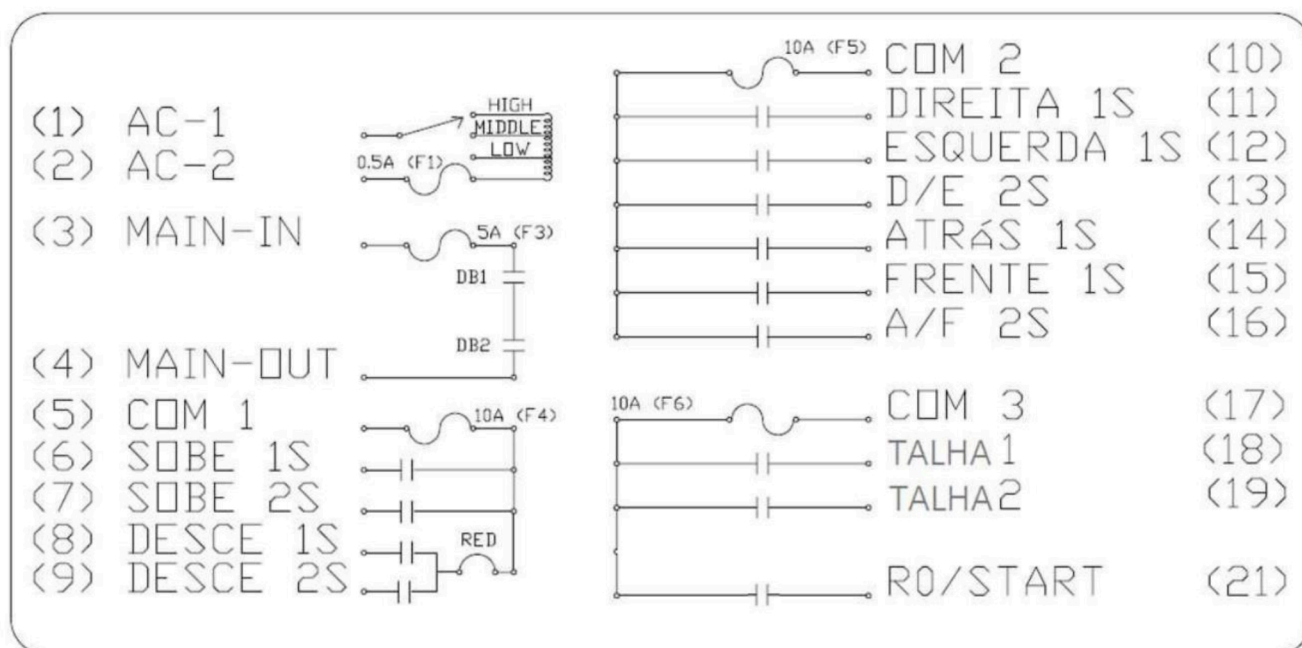 (1) AC-1
HIGH
MIDDLE
LOW
(2) AC-2
0.5A (F1)
(3) MAIN-IN
5A (F3)
DB1
DB2
(4) MAIN-OUT
(5) COM 1
10A (F4)
(6) SOBE 1S
(7) SOBE 2S
(8) DESCE 1S
RED
(9) DESCE 2S
10A (F5) COM 2 (10)
DIREITA 1S (11)
ESQUERDA 1S (12)
D/E 2S (13)
ATRáS 1S (14)
FRENTE 1S (15)
A/F 2S (16)
10A (F6) COM 3 (17)
TALHA 1 (18)
TALHA 2 (19)
R0/START (21)